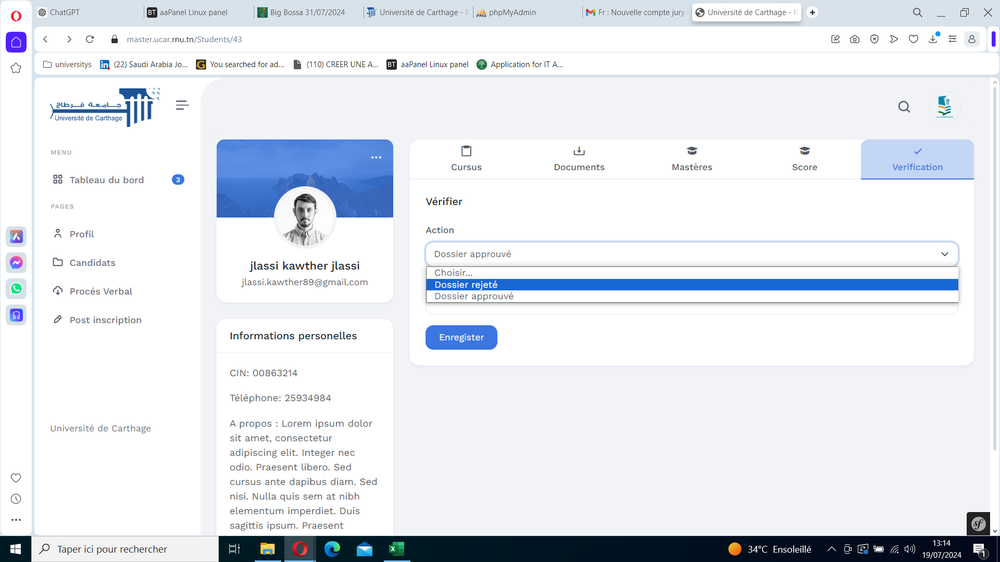 ChatGPT
BT aaPanel Linux panel
Big Bossa 31/07/2024
Université de Carthage - P
phpMyAdmin
Fr : Nouvelle compte jury
Université de Carthage - P
master.ucar.rnu.tn/Students/43
universitys
(22) Saudi Arabia Jo...
You searched for ad...
(110) CREER UNE A...
BT aaPanel Linux panel
Application for IT A...
جامعة قرطاج
Université de Carthage
MENU
Tableau du bord
3
PAGES
Profil
Candidats
Procés Verbal
Post inscription
Université de Carthage
jlassi kawther jlassi
jlassi.kawther89@gmail.com
Informations personelles
CIN: 00863214
Téléphone: 25934984
A propos : Lorem ipsum dolor
sit amet, consectetur
adipiscing elit. Integer nec
odio. Praesent libero. Sed
cursus ante dapibus diam. Sed
nisi. Nulla quis sem at nibh
elementum imperdiet. Duis
sagittis ipsum. Praesent
Cursus
Documents
Mastères
Score
Verification
Vérifier
Action
Dossier approuvé
Choisir...
Dossier rejeté
Dossier approuvé
Enregister
sf
Taper ici pour rechercher
34°C Ensoleillé
13:14
19/07/2024
1